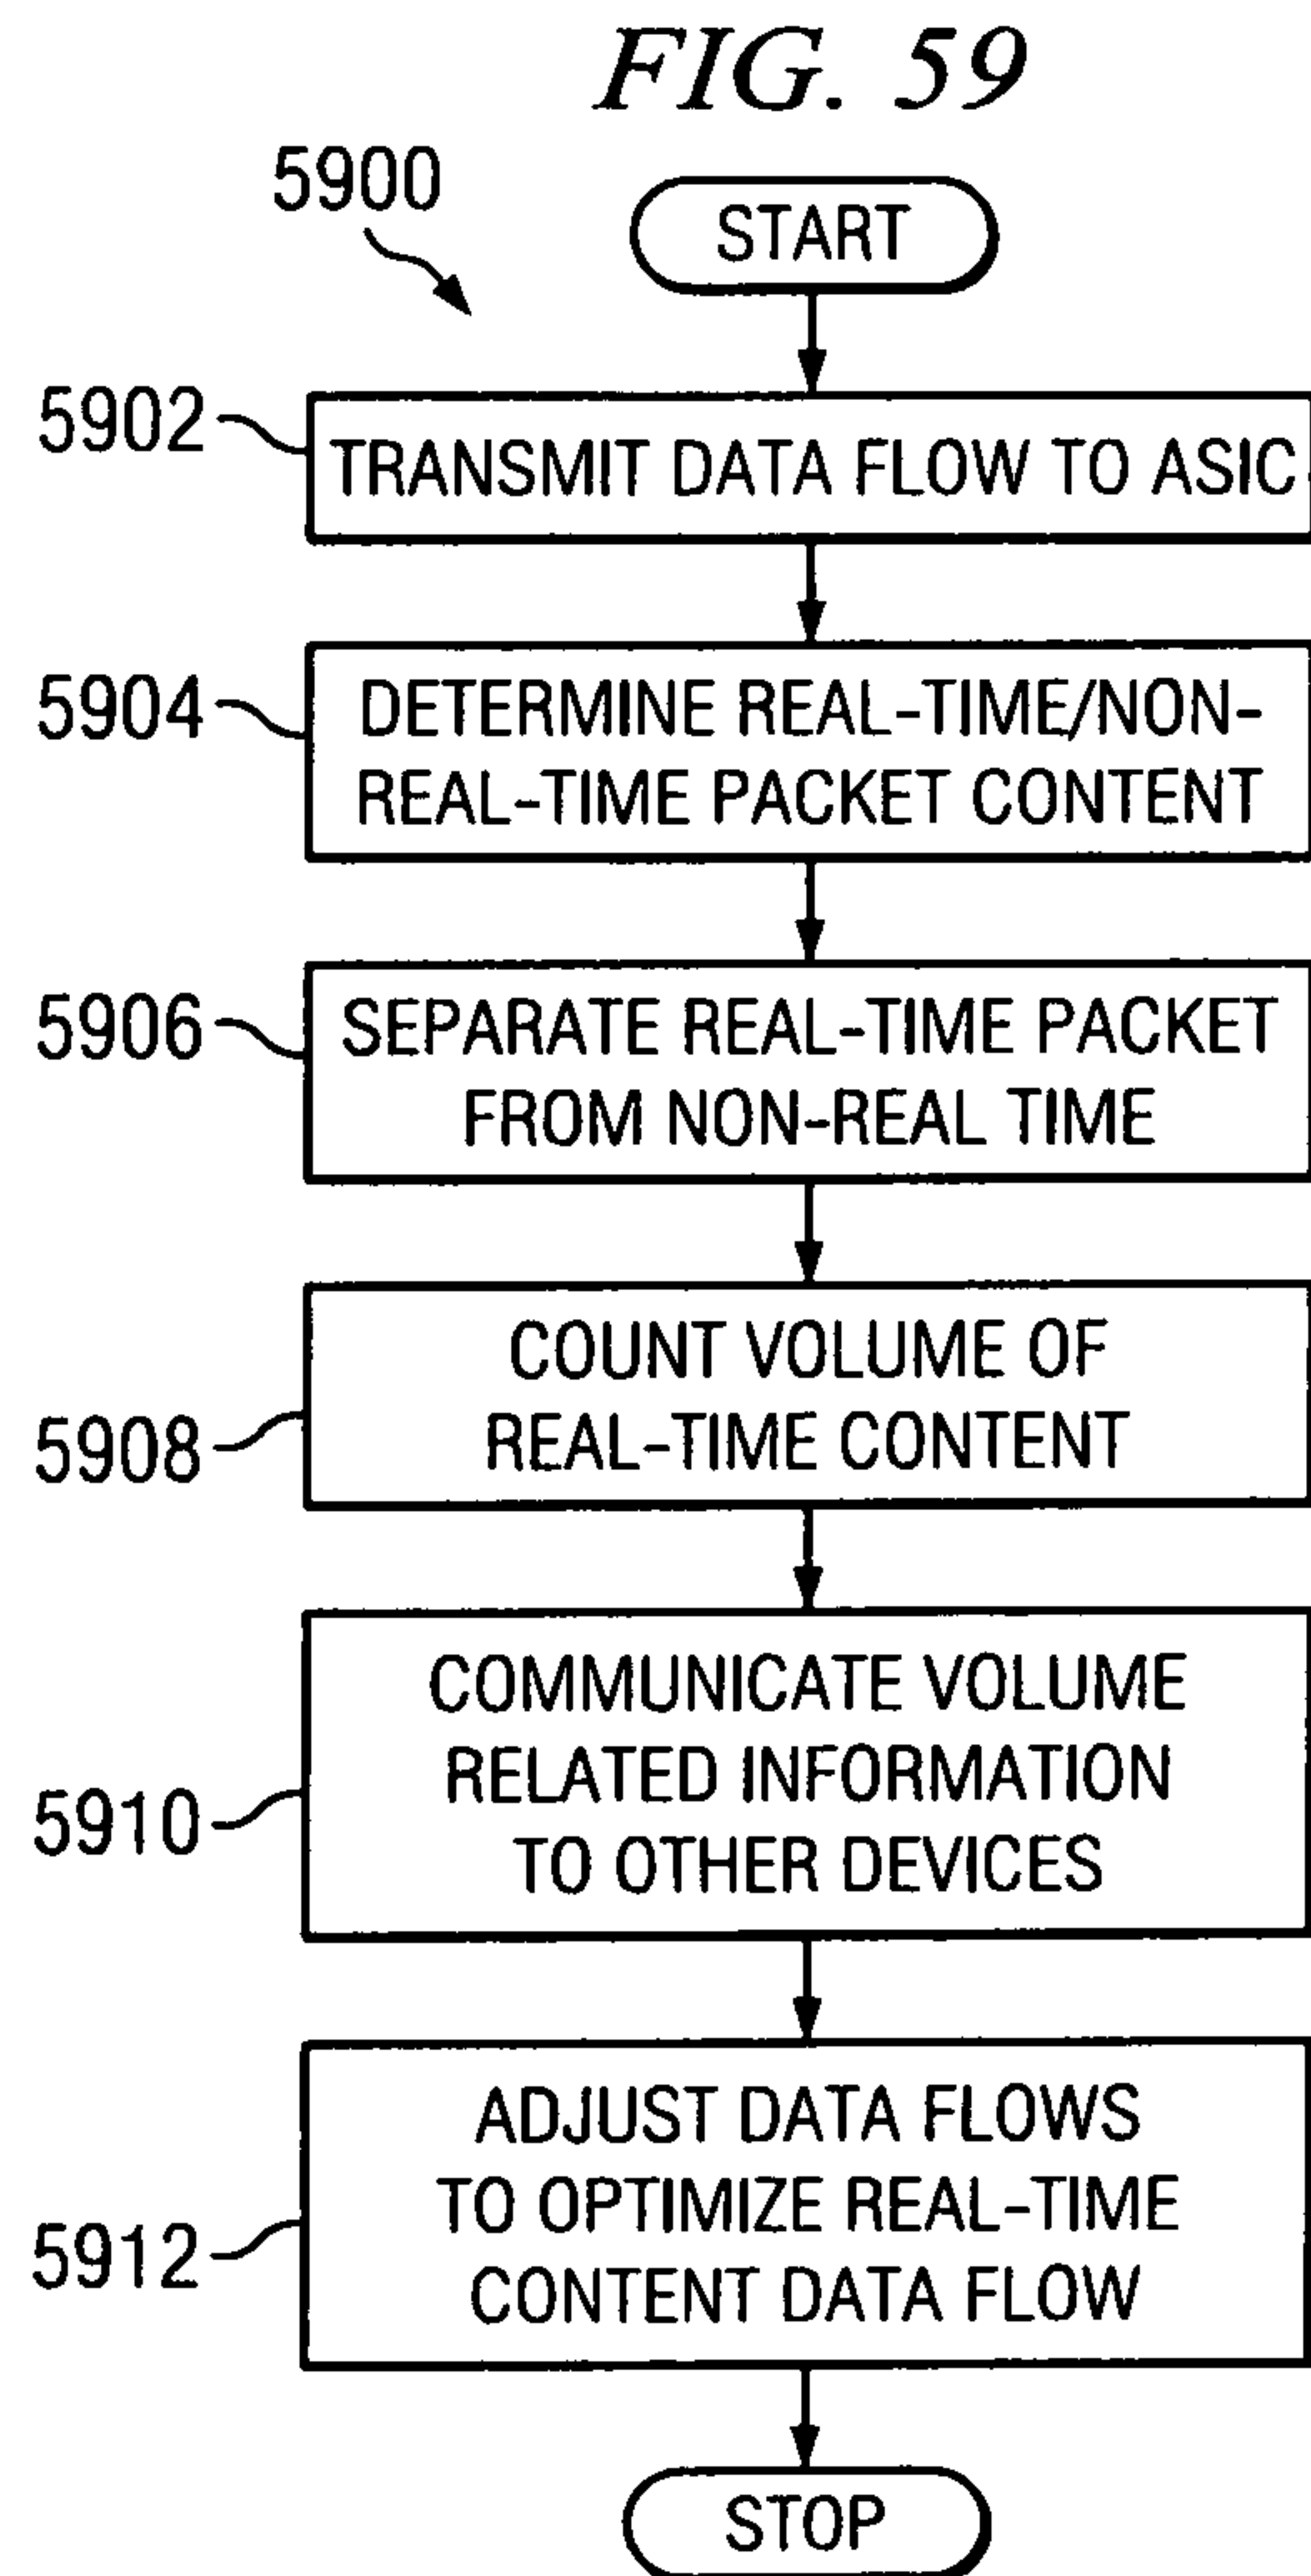 FIG. 59
5900
START
5902
TRANSMIT DATA FLOW TO ASIC
5904
DETERMINE REAL-TIME/NON-
REAL-TIME PACKET CONTENT
5906
SEPARATE REAL-TIME PACKET
FROM NON-REAL TIME
5908
COUNT VOLUME OF
REAL-TIME CONTENT
5910
COMMUNICATE VOLUME
RELATED INFORMATION
TO OTHER DEVICES
5912
ADJUST DATA FLOWS
TO OPTIMIZE REAL-TIME
CONTENT DATA FLOW
STOP